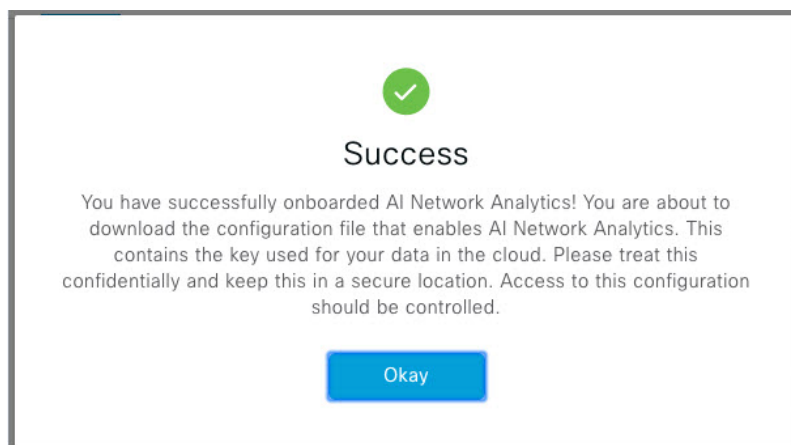 Success
You have successfully onboarded AI Network Analytics! You are about to
download the configuration file that enables AI Network Analytics. This
contains the key used for your data in the cloud. Please treat this
confidentially and keep this in a secure location. Access to this configuration
should be controlled.
Okay